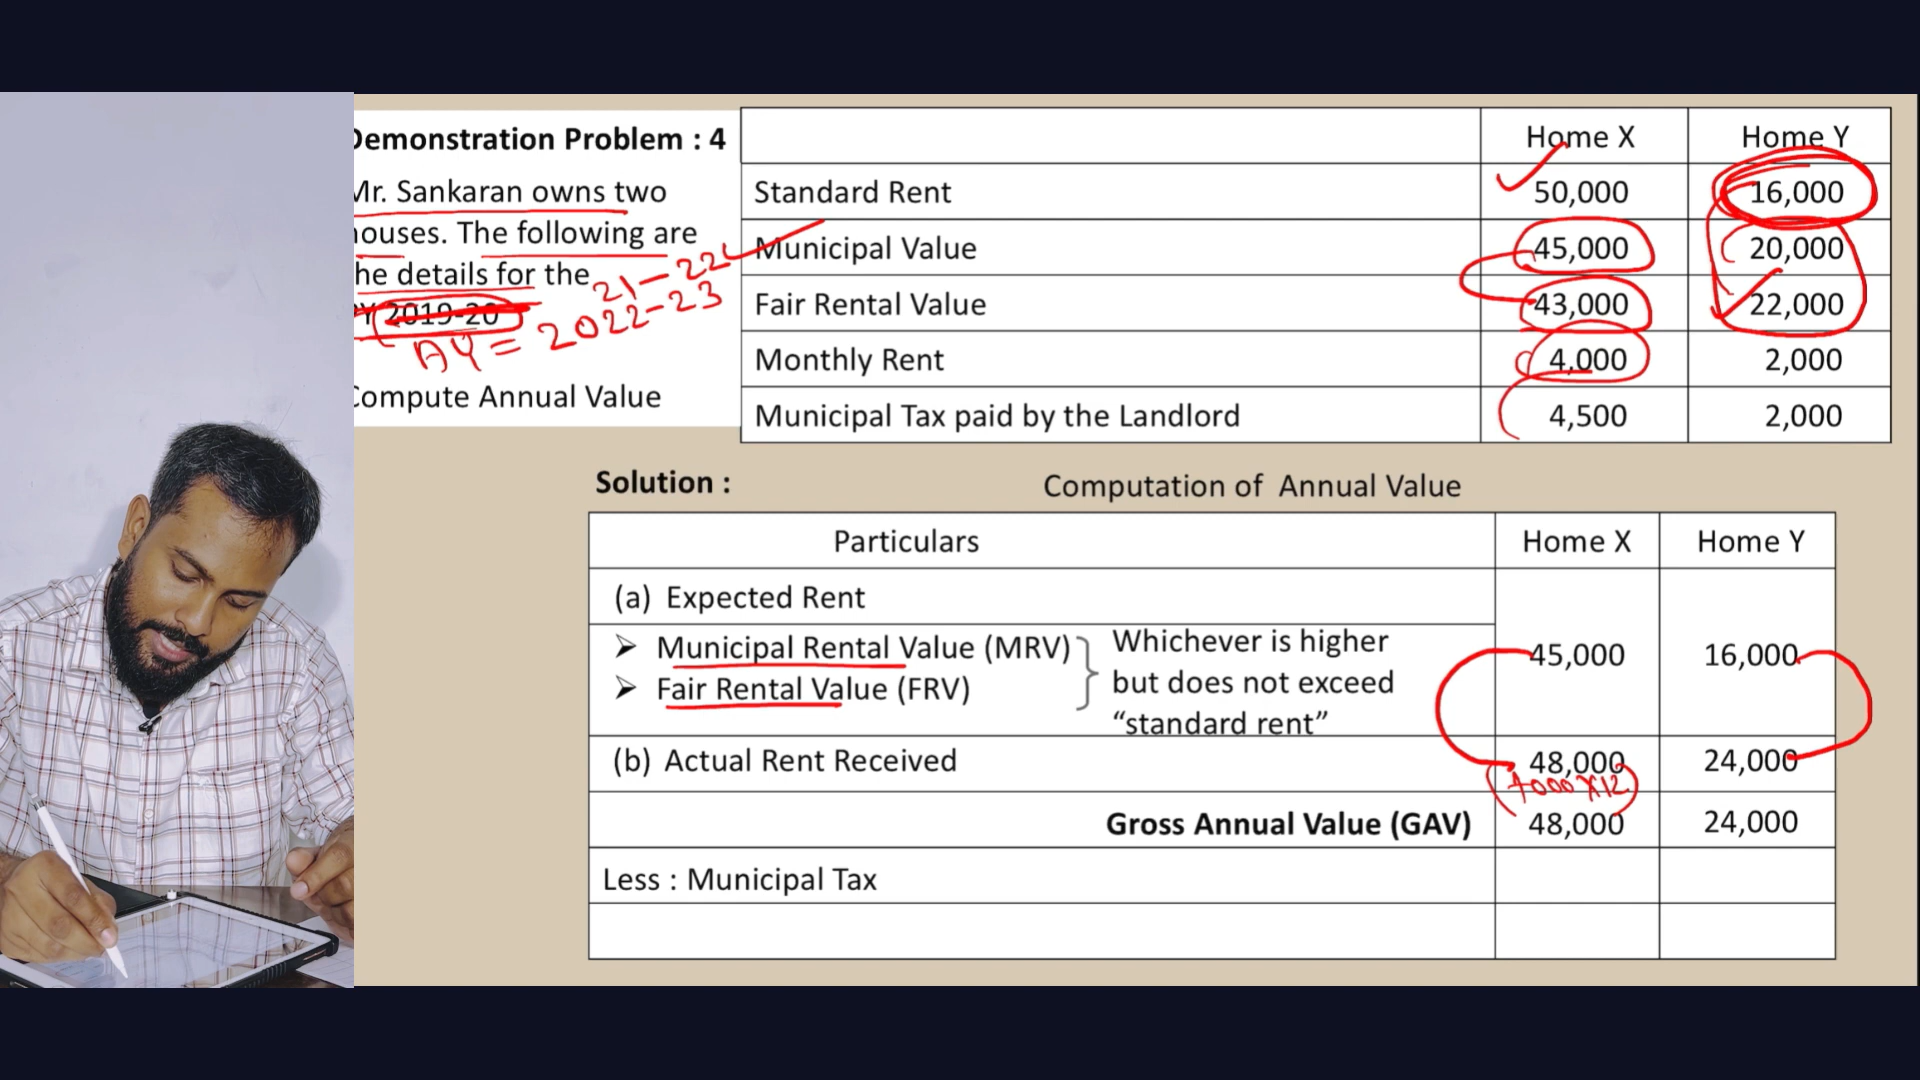 Demonstration Problem : 4
Mr. Sankaran owns two
houses. The following are
the details for the
PY 2019-20
21-22
AY = 2022-23
Compute Annual Value
Home X Home Y
Standard Rent 50,000 16,000
Municipal Value 45,000 20,000
Fair Rental Value 43,000 22,000
Monthly Rent 4,000 2,000
Municipal Tax paid by the Landlord 4,500 2,000
Solution : Computation of Annual Value
Particulars Home X Home Y
(a) Expected Rent
➢ Municipal Rental Value (MRV) Whichever is higher
but does not exceed
"standard rent" 45,000 16,000
➢ Fair Rental Value (FRV)
(b) Actual Rent Received 48,000 24,000
4000 X12
Gross Annual Value (GAV) 48,000 24,000
Less : Municipal Tax